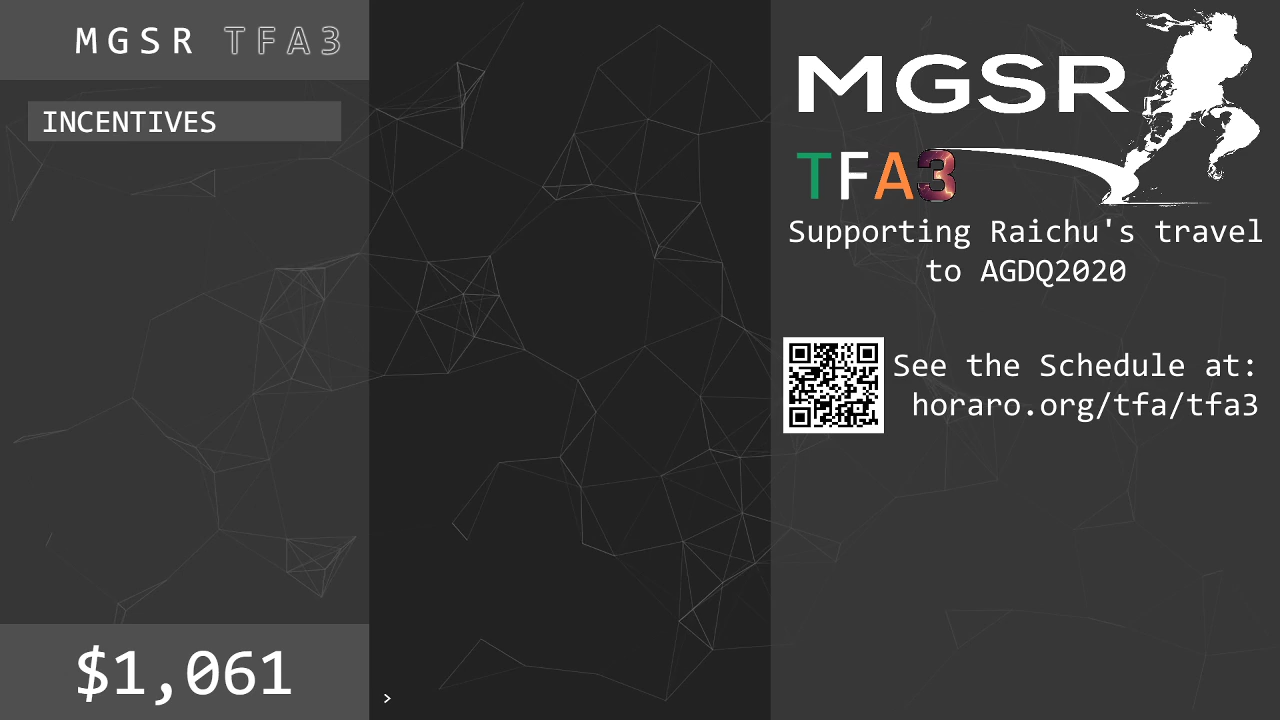 MGSR TFA3
INCENTIVES
$1,061
>
MGSR
TFA3
Supporting Raichu's travel
to AGDQ2020
See the Schedule at:
horaro.org/tfa/tfa3